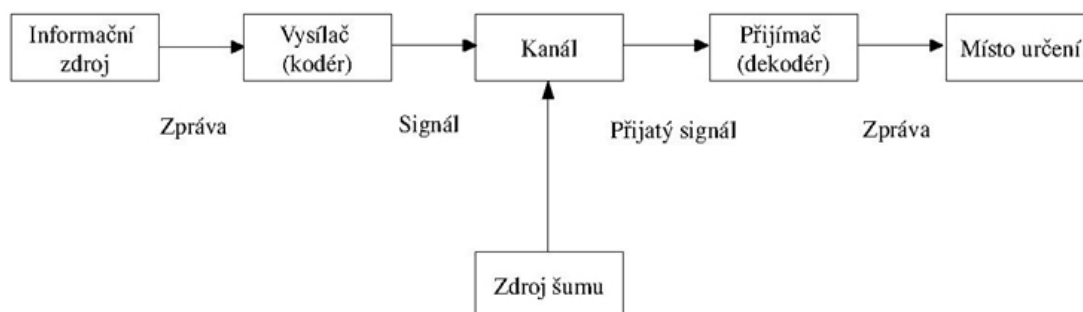 Informační
zdroj
Vysílač
(kodér)
Kanál
Přijímač
(dekodér)
Místo určení
Zpráva
Signál
Přijatý signál
Zpráva
Zdroj šumu